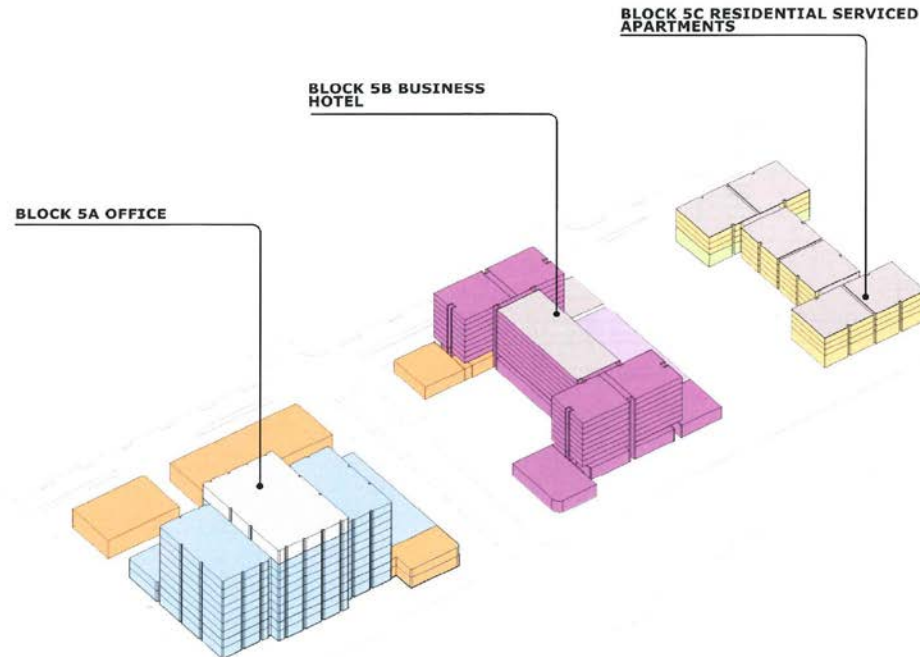 BLOCK 5C RESIDENTIAL SERVICED
APARTMENTS
BLOCK 5B BUSINESS
HOTEL
BLOCK 5A OFFICE